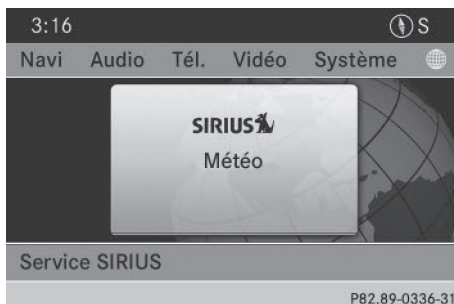 3:16 S
Navi Audio Tél. Vidéo Système
SIRIUS
Météo
Service SIRIUS
P82.89-0336-31